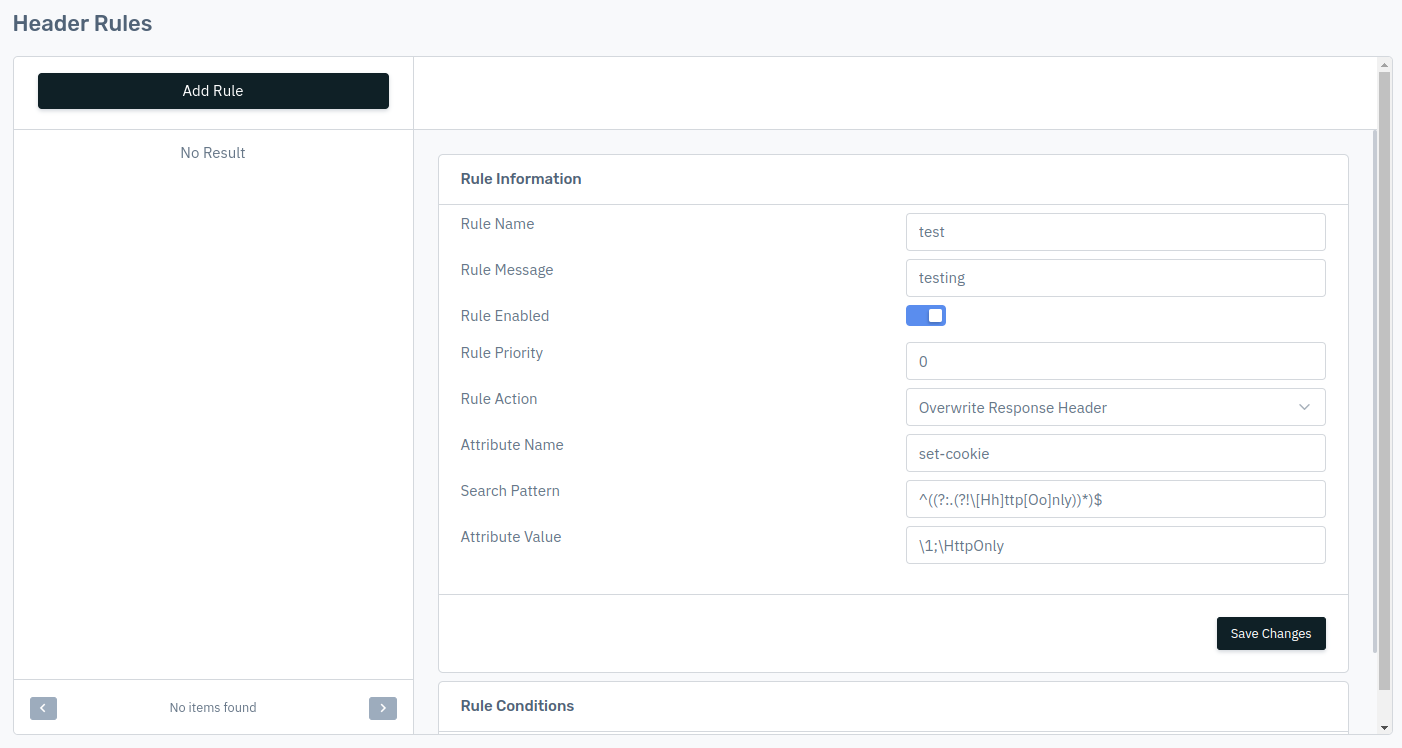 Header Rules
Add Rule
No Result
Rule Information
Rule Name
test
Rule Message
testing
Rule Enabled
Rule Priority
0
Rule Action
Overwrite Response Header
Attribute Name
set-cookie
Search Pattern
^((?:.(?!\[Hh]ttp[Oo]nly))*)$
Attribute Value
\1;\HttpOnly
Save Changes
No items found
Rule Conditions